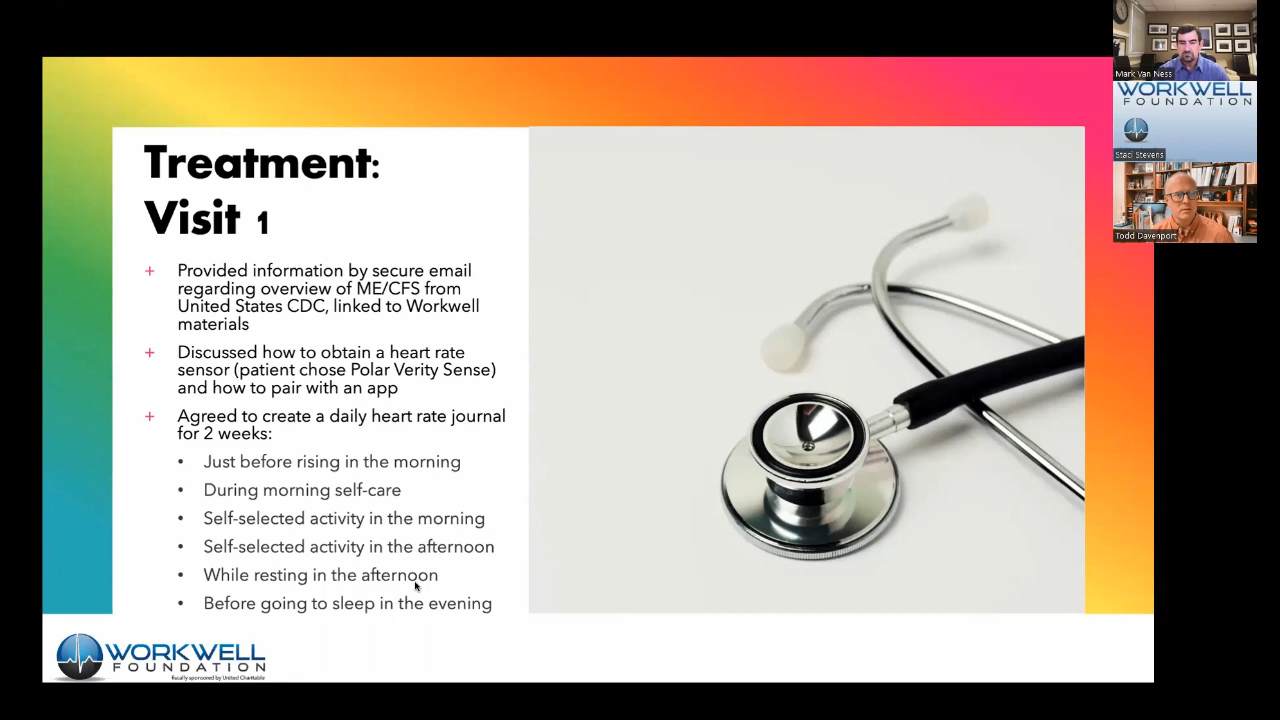 Treatment:
Visit 1
+ Provided information by secure email
regarding overview of ME/CFS from
United States CDC, linked to Workwell
materials
+ Discussed how to obtain a heart rate
sensor (patient chose Polar Verity Sense)
and how to pair with an app
+ Agreed to create a daily heart rate journal
for 2 weeks:
• Just before rising in the morning
• During morning self-care
• Self-selected activity in the morning
• Self-selected activity in the afternoon
• While resting in the afternoon
• Before going to sleep in the evening
WORKWELL
FOUNDATION
fiscally sponsored by United Charitable
Mark Van Ness
WORKWELL
FOUNDATION
Staci Stevens
Todd Davenport